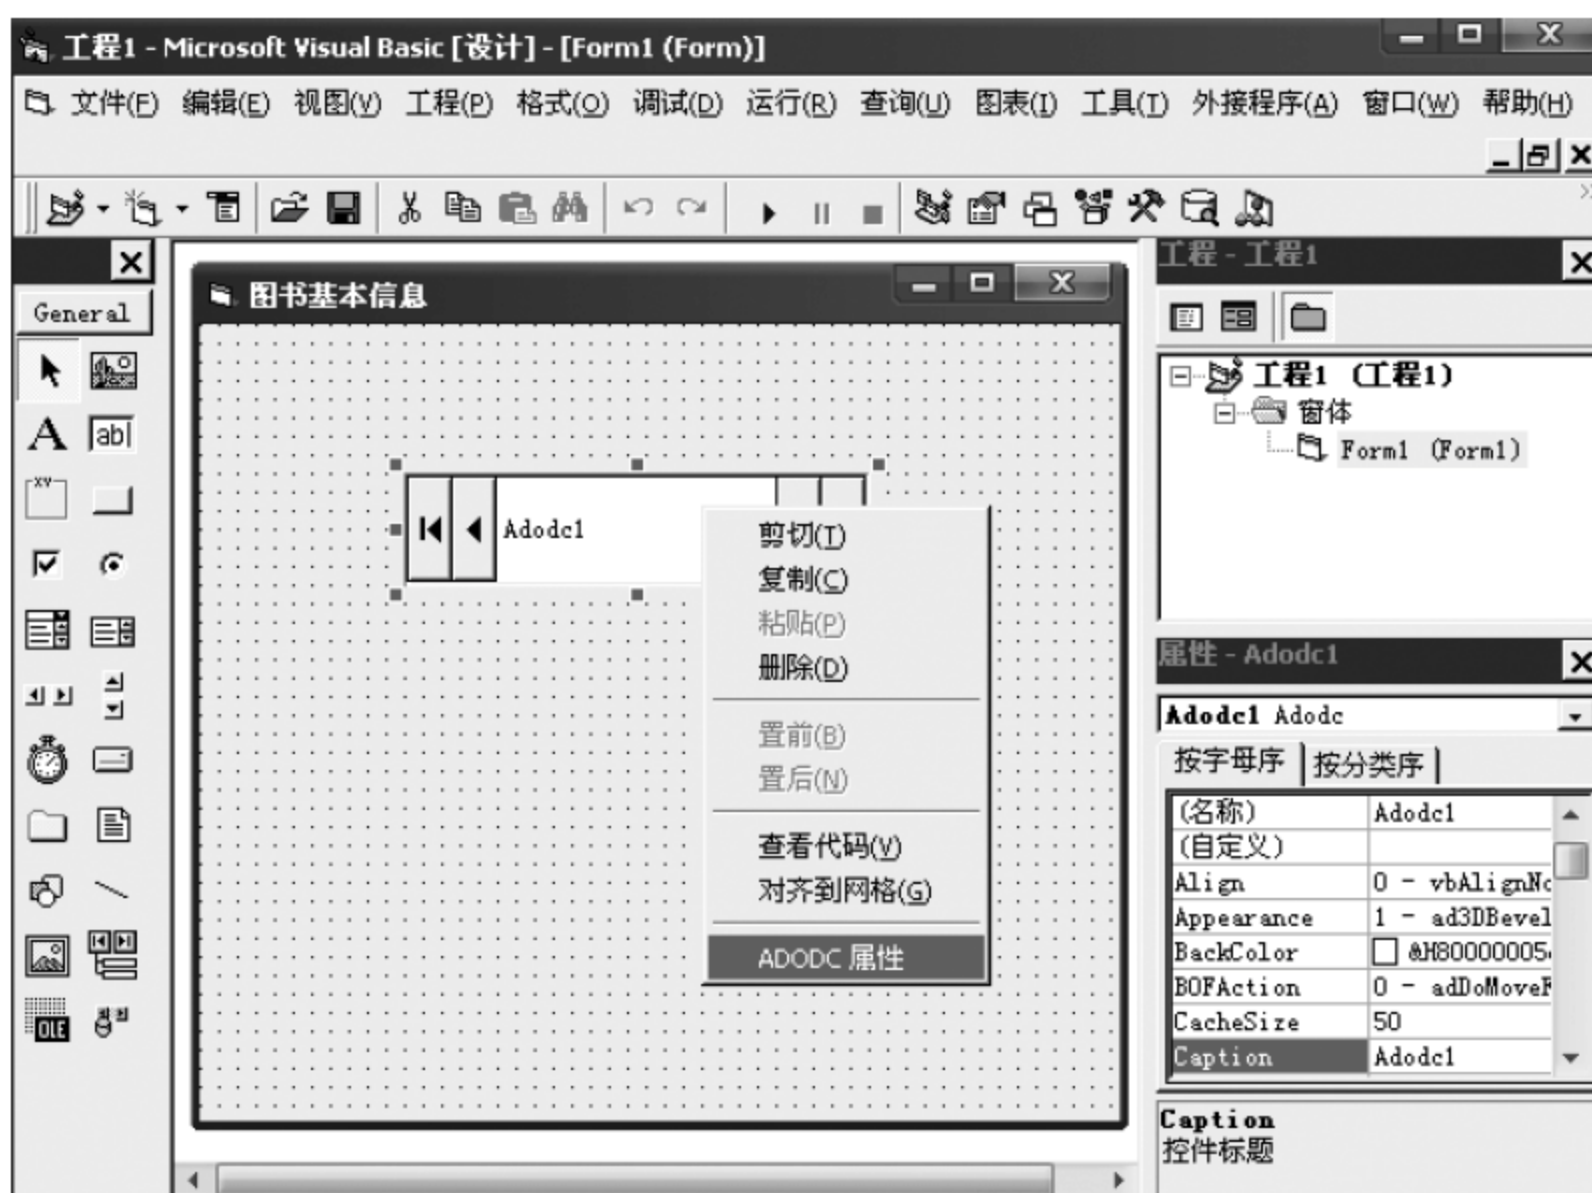 工程1 - Microsoft Visual Basic [设计] - [Form1 (Form)]
文件(F) 编辑(E) 视图(V) 工程(P) 格式(O) 调试(D) 运行(R) 查询(U) 图表(I) 工具(T) 外接程序(A) 窗口(W) 帮助(H)
General
A
abl
xv
OLE
图书基本信息
Adodc1
剪切(T)
复制(C)
粘贴(P)
删除(D)
置前(B)
置后(N)
查看代码(V)
对齐到网格(G)
ADODC 属性
工程 - 工程1
工程1 (工程1)
窗体
Form1 (Form1)
属性 - Adodc1
Adodc1 Adodc
按字母序 按分类序
(名称) Adodc1
(自定义)
Align 0 - vbAlignNo
Appearance 1 - ad3DBevel
BackColor &H80000005&
BOFAction 0 - adDoMoveF
CacheSize 50
Caption Adodc1
Caption
控件标题